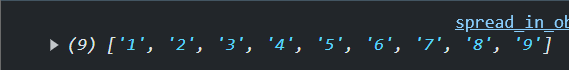 spread_in_ob
(9) ['1', '2', '3', '4', '5', '6', '7', '8', '9']